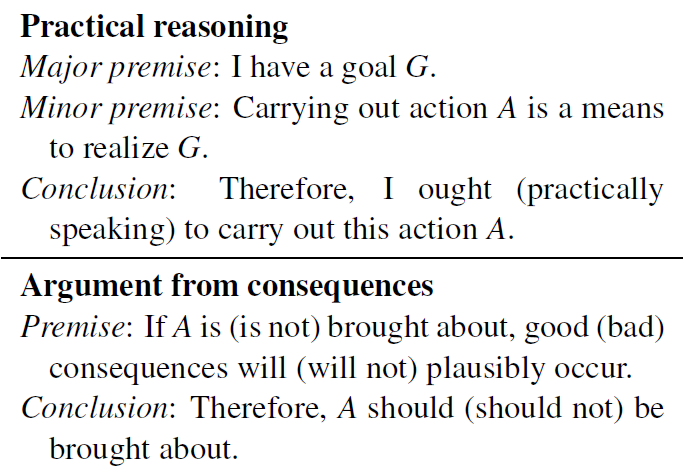 Practical reasoning
Major premise: I have a goal G.
Minor premise: Carrying out action A is a means
to realize G.
Conclusion: Therefore, I ought (practically
speaking) to carry out this action A.
Argument from consequences
Premise: If A is (is not) brought about, good (bad)
consequences will (will not) plausibly occur.
Conclusion: Therefore, A should (should not) be
brought about.